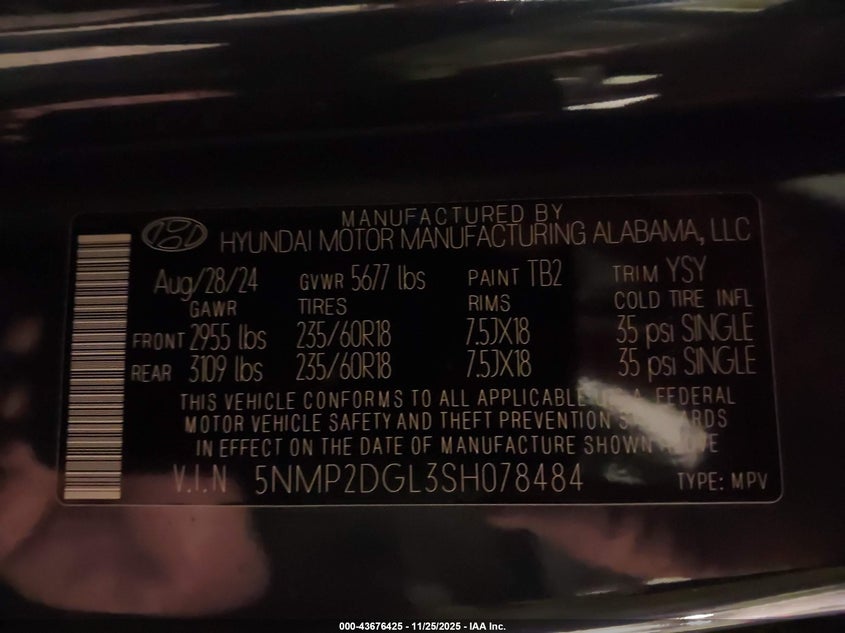 MANUFACTURED BY
HYUNDAI MOTOR MANUFACTURING ALABAMA, LLC
Aug/28/24 GVWR 5677 lbs PAINT TB2 TRIM YSY
GAWR TIRES RIMS COLD TIRE INFL
FRONT 2955 lbs 235/60R18 7.5JX18 35 psi SINGLE
REAR 3109 lbs 235/60R18 7.5JX18 35 psi SINGLE
THIS VEHICLE CONFORMS TO ALL APPLICABLE U.S.A. FEDERAL
MOTOR VEHICLE SAFETY AND THEFT PREVENTION STANDARDS
IN EFFECT ON THE DATE OF MANUFACTURE SHOWN ABOVE
V.I.N 5NMP2DGL3SH078484 TYPE: MPV
000-43676425 - 11/25/2025 - IAA Inc.